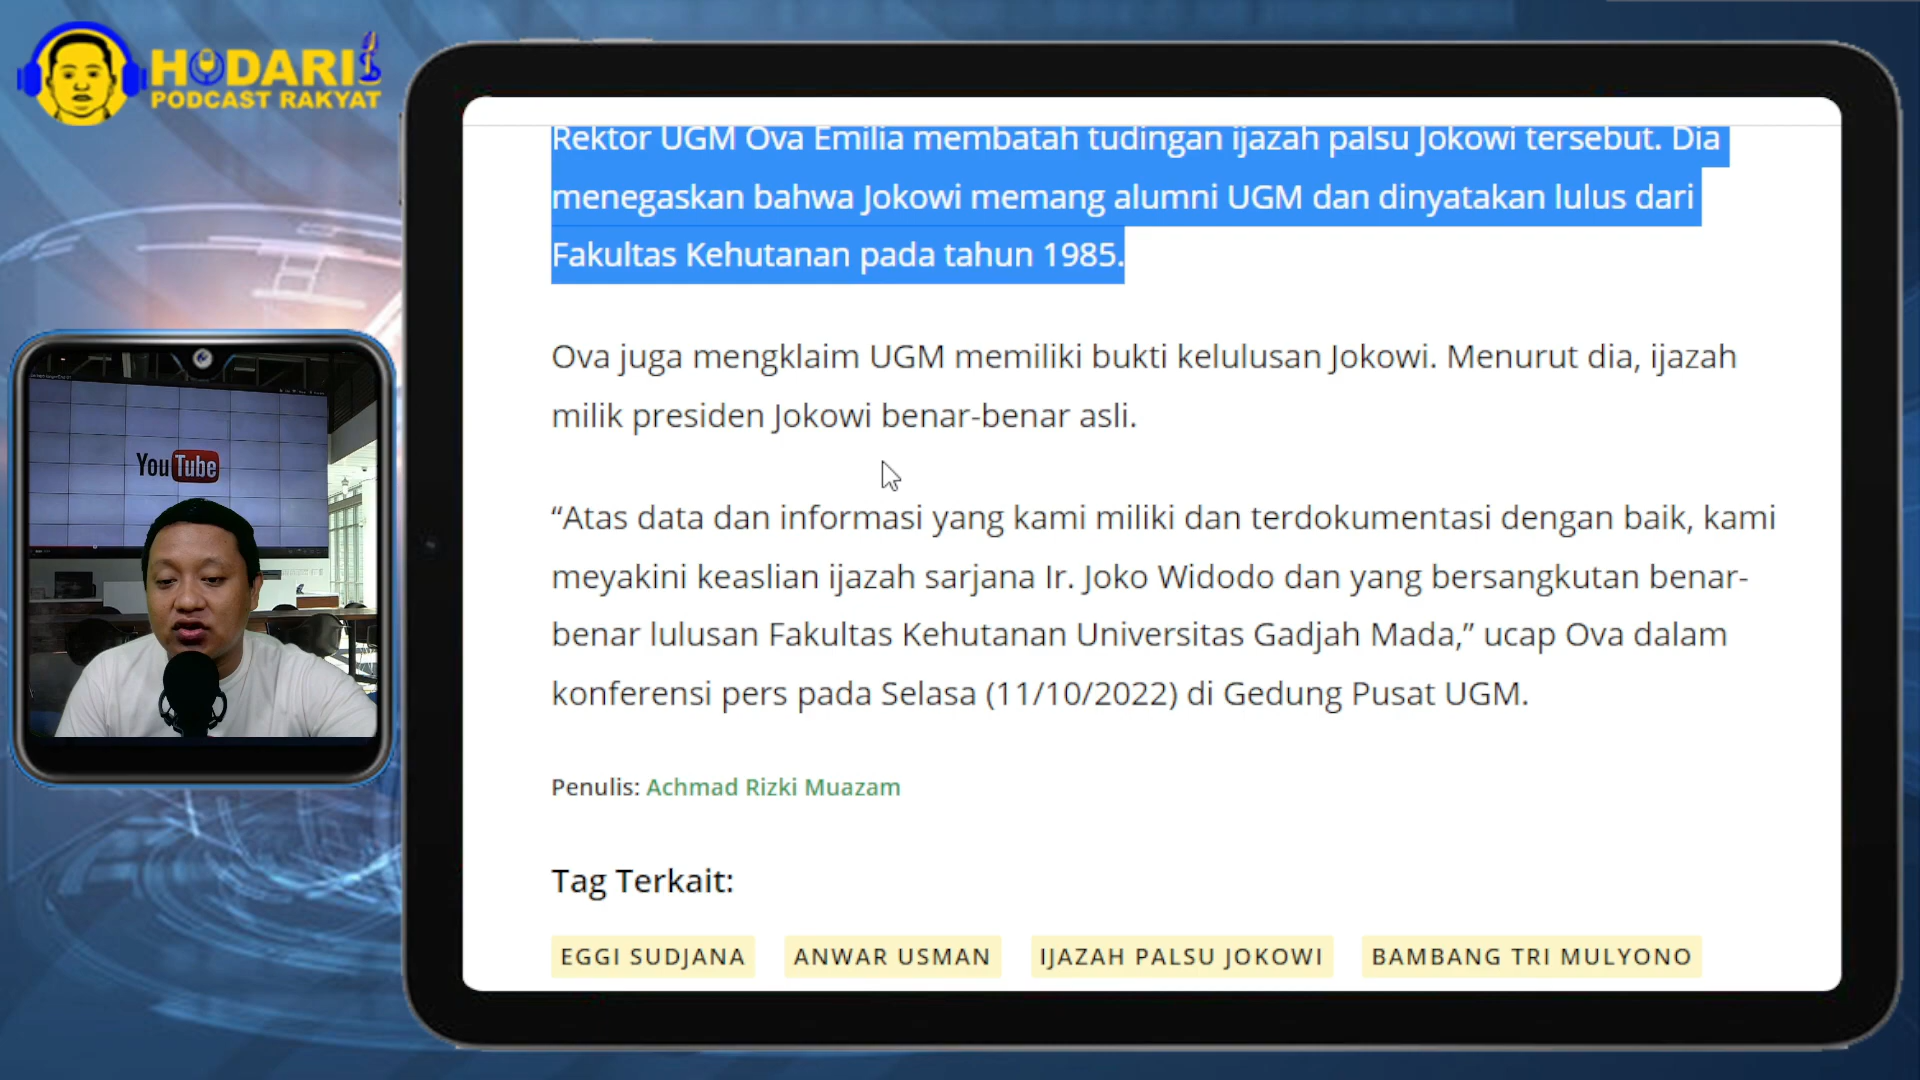 HODARI
PODCAST RAKYAT
Rektor UGM Ova Emilia membatah tudingan ijazah palsu Jokowi tersebut. Dia
menegaskan bahwa Jokowi memang alumni UGM dan dinyatakan lulus dari
Fakultas Kehutanan pada tahun 1985.
Ova juga mengklaim UGM memiliki bukti kelulusan Jokowi. Menurut dia, ijazah
milik presiden Jokowi benar-benar asli.
“Atas data dan informasi yang kami miliki dan terdokumentasi dengan baik, kami
meyakini keaslian ijazah sarjana Ir. Joko Widodo dan yang bersangkutan benar-
benar lulusan Fakultas Kehutanan Universitas Gadjah Mada,” ucap Ova dalam
konferensi pers pada Selasa (11/10/2022) di Gedung Pusat UGM.
Penulis: Achmad Rizki Muazam
Tag Terkait:
EGGI SUDJANA ANWAR USMAN IJAZAH PALSU JOKOWI BAMBANG TRI MULYONO
YouTube